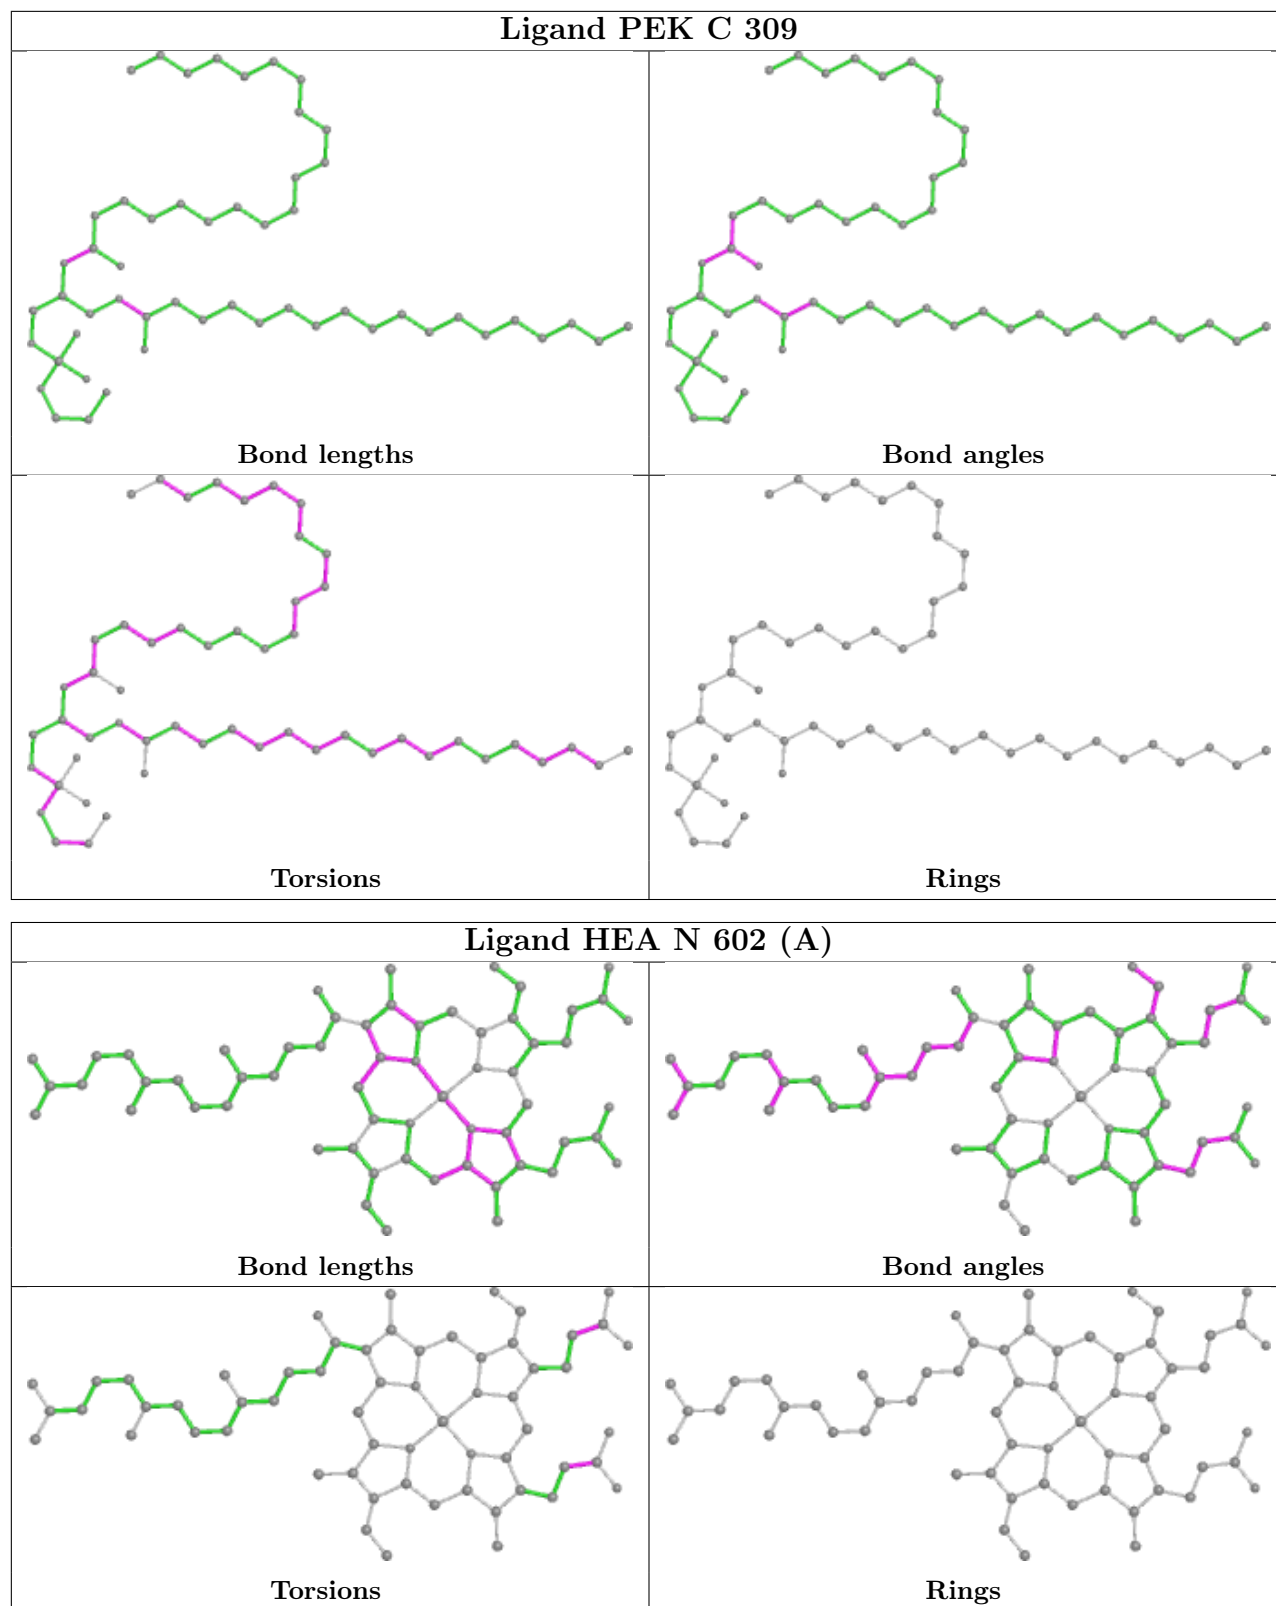 Ligand PEK C 309
Bond lengths
Bond angles
Torsions
Rings
Ligand HEA N 602 (A)
Bond lengths
Bond angles
Torsions
Rings